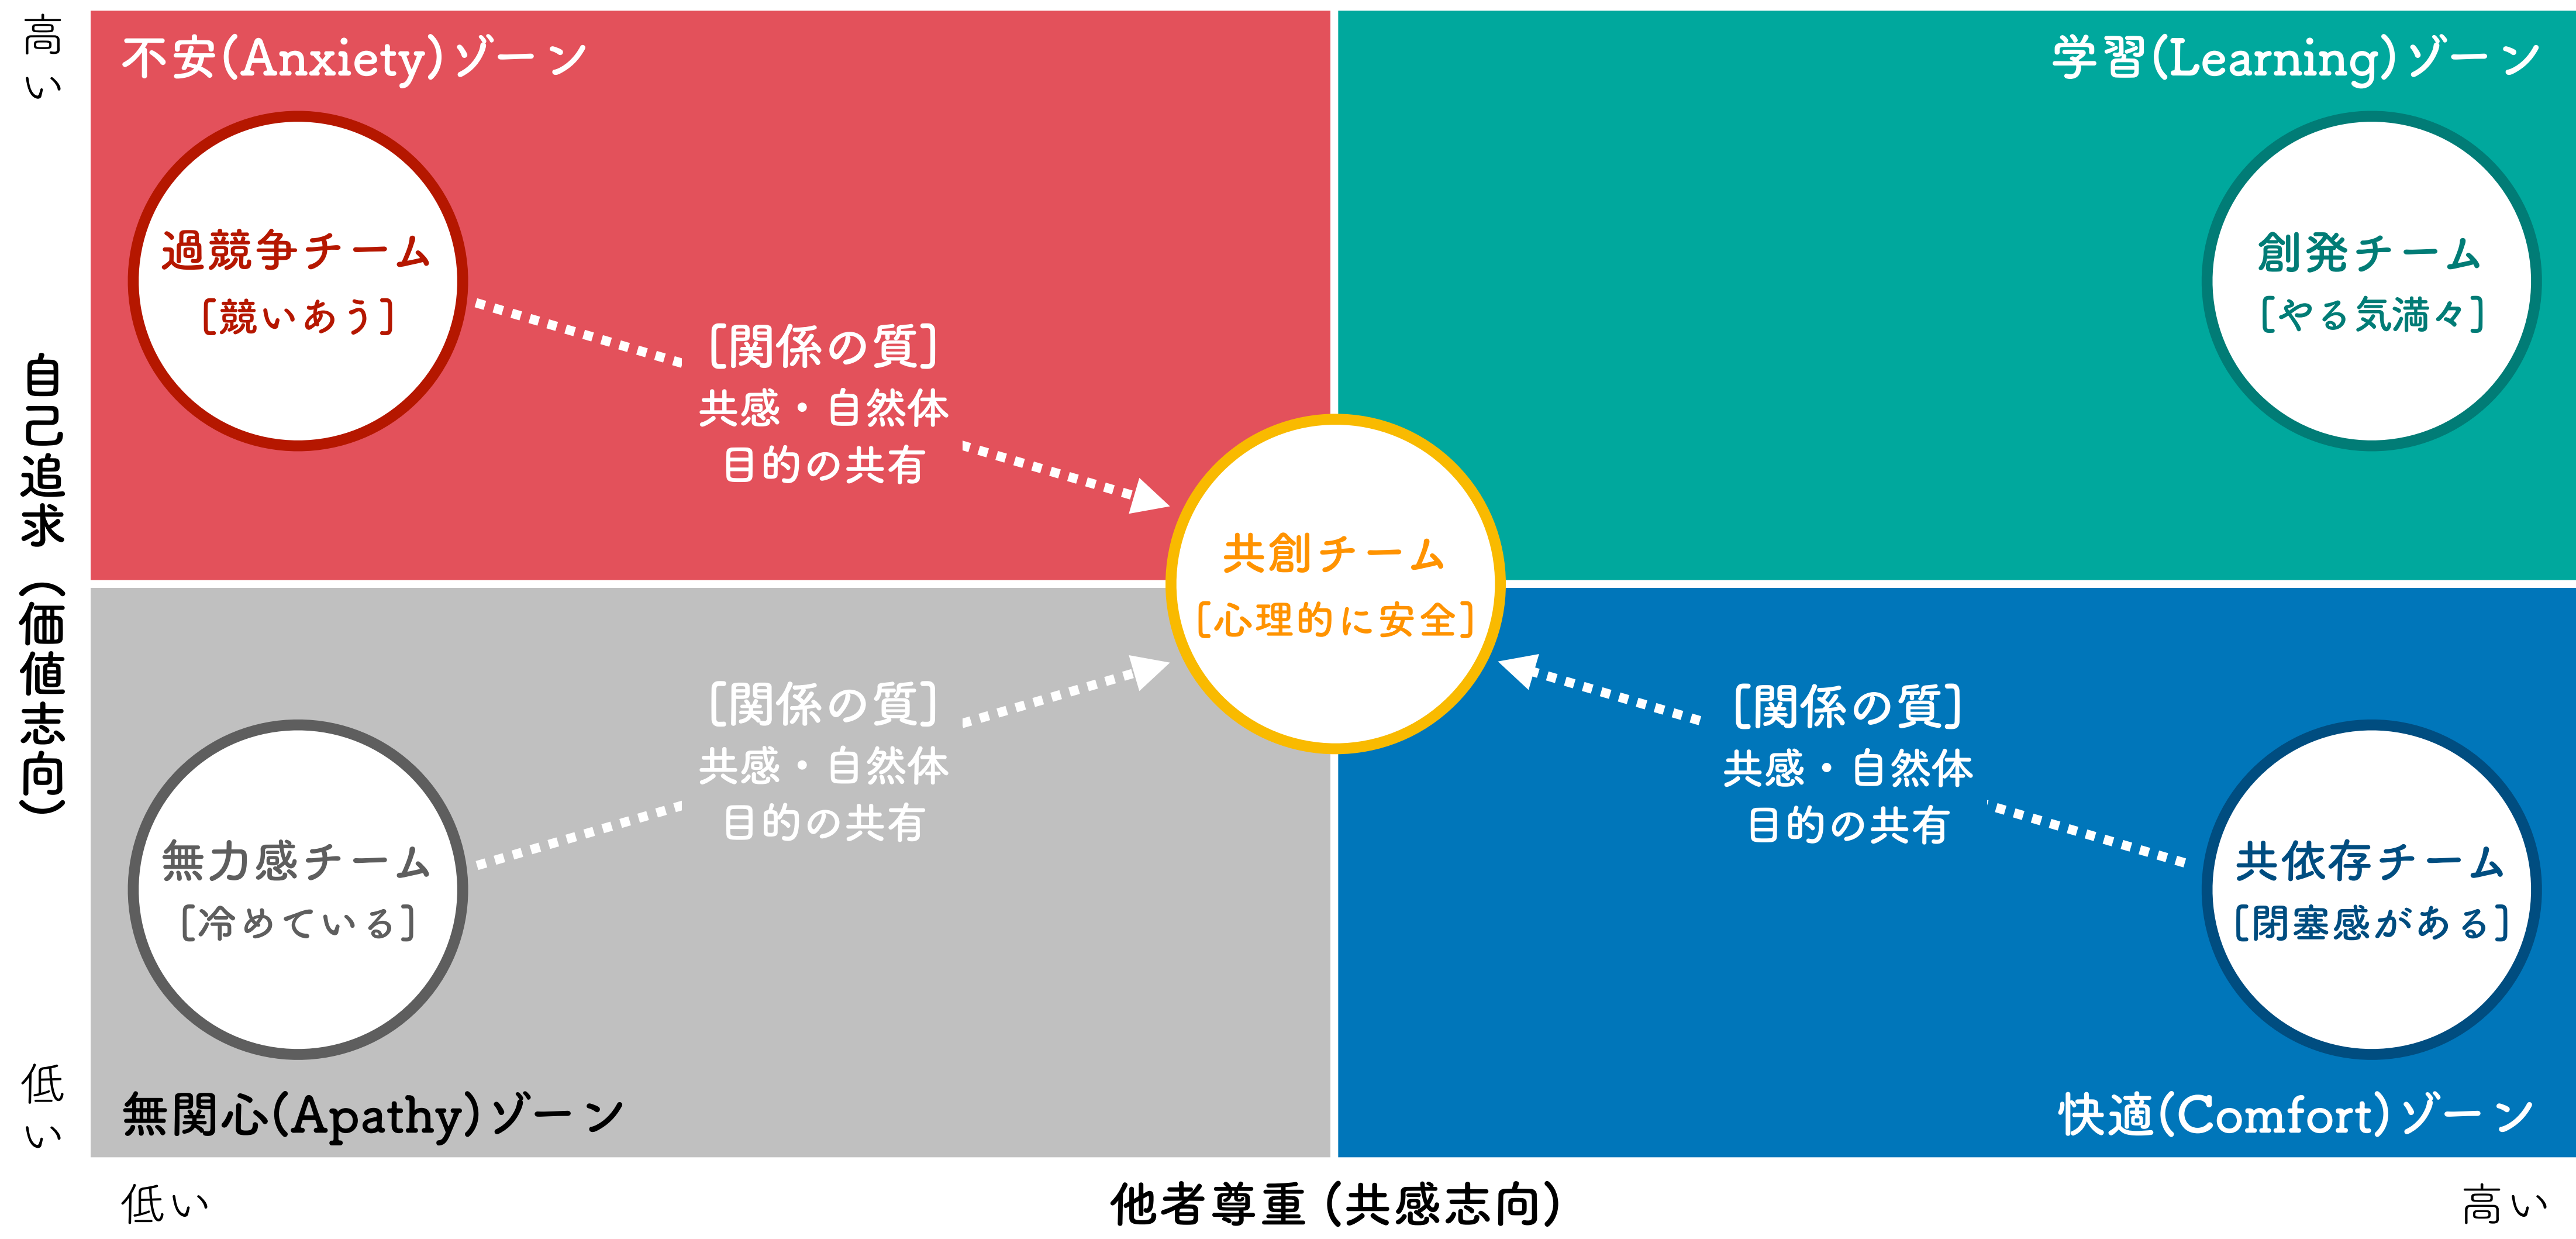 高い
不安(Anxiety)ゾーン
学習(Learning)ゾーン
過競争チーム
[競いあう]
創発チーム
[やる気満々]
[関係の質]
共感・自然体
目的の共有
自己追求(価値志向)
共創チーム
[心理的に安全]
[関係の質]
共感・自然体
目的の共有
[関係の質]
共感・自然体
目的の共有
無力感チーム
[冷めている]
共依存チーム
[閉塞感がある]
低い
無関心(Apathy)ゾーン
快適(Comfort)ゾーン
低い
他者尊重(共感志向)
高い